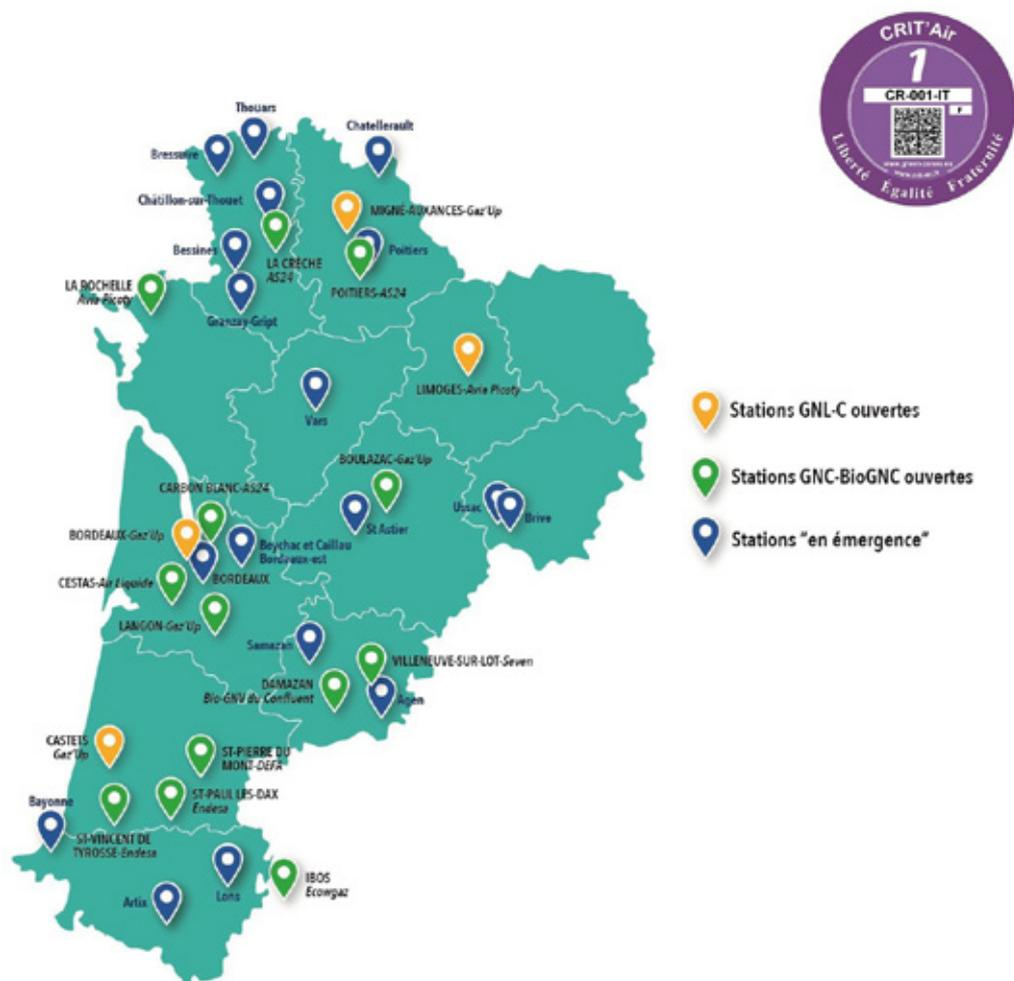 CRIT'Air
1
CR-001-IT
F
Liberté Égalité Fraternité
Thouars
Chatellerault
Bressuire
Châtillon-sur-Thouet
MIGNÉ-AUXANCES-Gaz'Up
Bessines
Poitiers
LA CRÈCHE
AS24
POITIERS-AS24
LA ROCHELLE
Avia Picoty
Granzay-Gript
LIMOGES-Avia Picoty
Stations GNL-C ouvertes
Vars
BOULAZAC-Gaz'Up
Stations GNC-BioGNC ouvertes
CARBON BLANC-AS24
Ussac
Brive
St Astier
BORDEAUX-Gaz'Up
Beychac et Caillau
Bordeaux-est
Stations "en émergence"
BORDEAUX
CESTAS-Air Liquide
LANGON-Gaz'Up
Samazan
VILLENEUVE-SUR-LOT-Seven
DAMAZAN
Bio-GNV du Confluent
Agen
CASTETS
Gaz'Up
ST-PIERRE DU
MONT-DEFA
ST-PAUL LES-DAX
Endesa
Bayonne
ST-VINCENT DE
TYROSSE-Endesa
IBOS
Ecowgaz
Lons
Artix